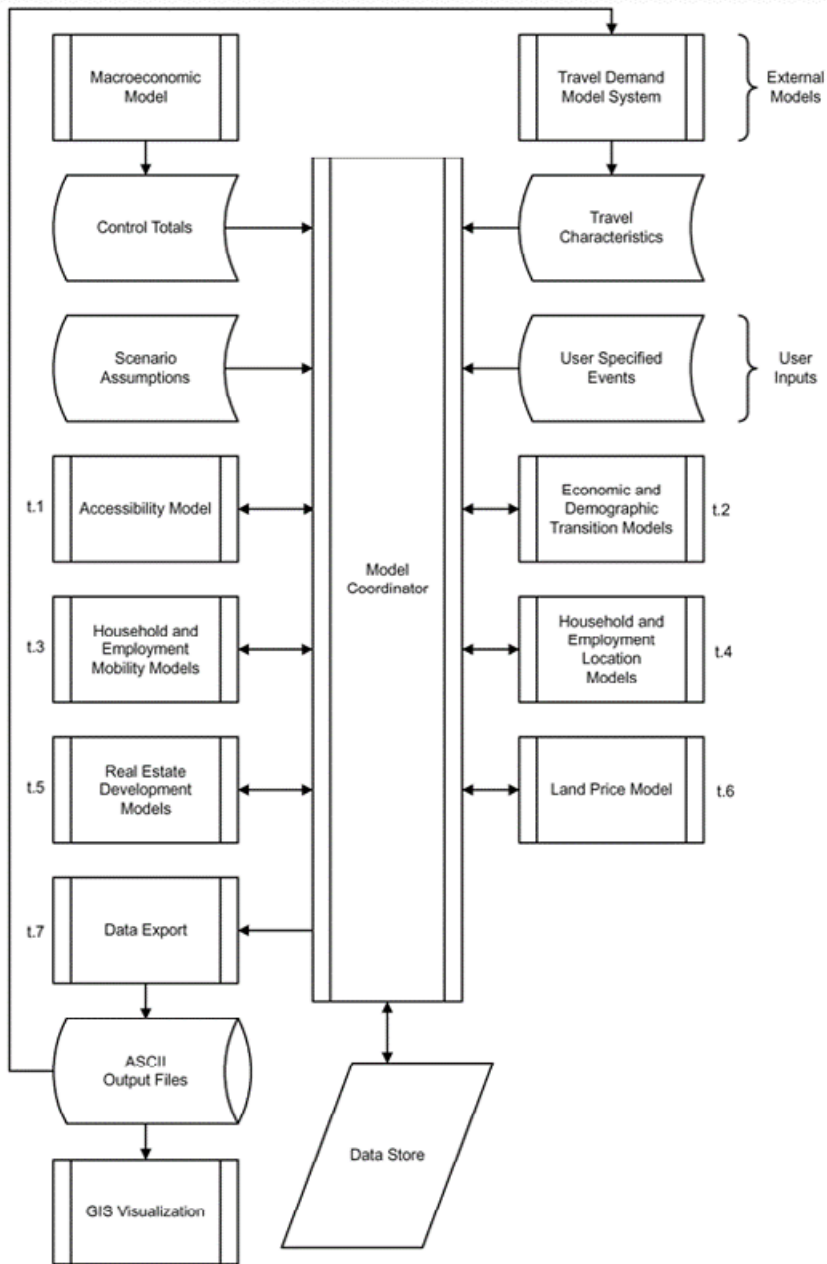 Macroeconomic
Model
Travel Demand
Model System
External
Models
Control Totals
Travel
Characteristics
Scenario
Assumptions
User Specified
Events
User
Inputs
t.1
Accessibility Model
Economic and
Demographic
Transition Models
t.2
Model
Coordinator
t.3
Household and
Employment
Mobility Models
Household and
Employment
Location
Models
t.4
t.5
Real Estate
Development
Models
Land Price Model
t.6
t.7
Data Export
ASCII
Output Files
Data Store
GIS Visualization